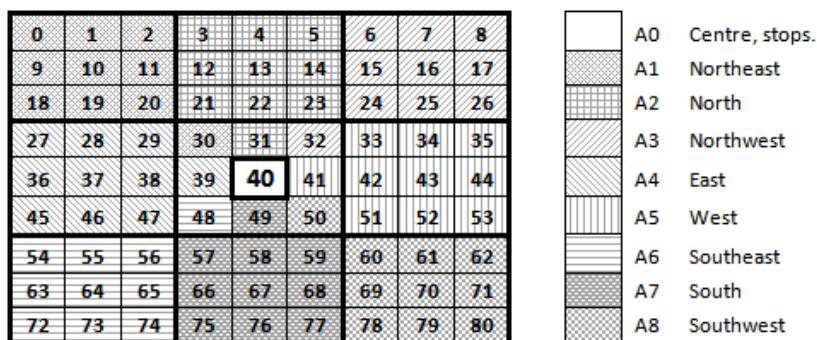 0 1 2 3 4 5 6 7 8
9 10 11 12 13 14 15 16 17
18 19 20 21 22 23 24 25 26
27 28 29 30 31 32 33 34 35
36 37 38 39 40 41 42 43 44
45 46 47 48 49 50 51 52 53
54 55 56 57 58 59 60 61 62
63 64 65 66 67 68 69 70 71
72 73 74 75 76 77 78 79 80
A0 Centre, stops.
A1 Northeast
A2 North
A3 Northwest
A4 East
A5 West
A6 Southeast
A7 South
A8 Southwest